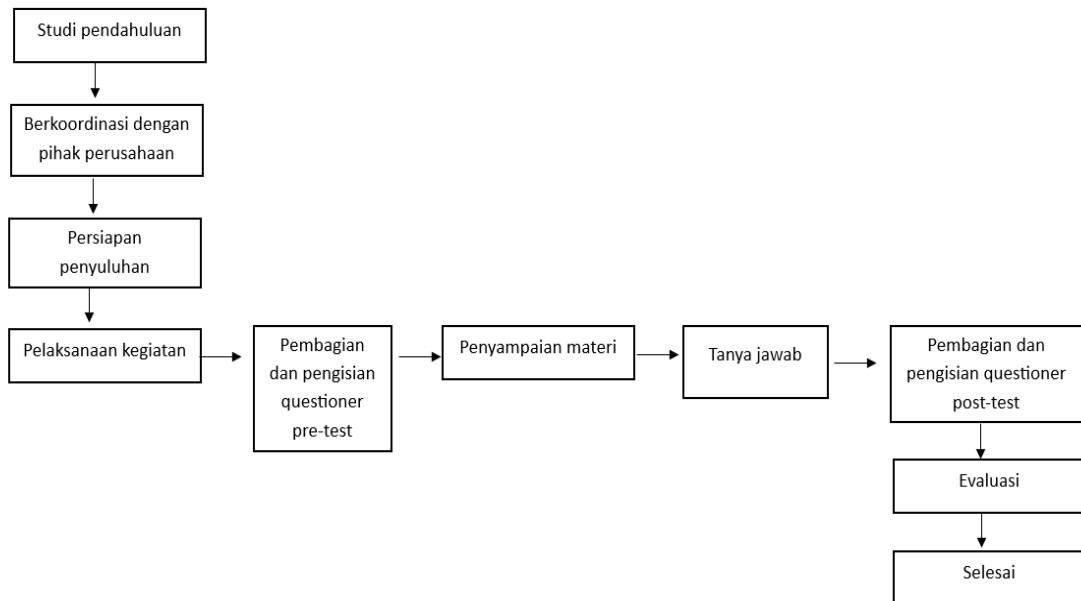 Studi pendahuluan
Berkoordinasi dengan
pihak perusahaan
Persiapan
penyuluhan
Pelaksanaan kegiatan
Pembagian
dan pengisian
questioner
pre-test
Penyampaian materi
Tanya jawab
Pembagian dan
pengisian questioner
post-test
Evaluasi
Selesai